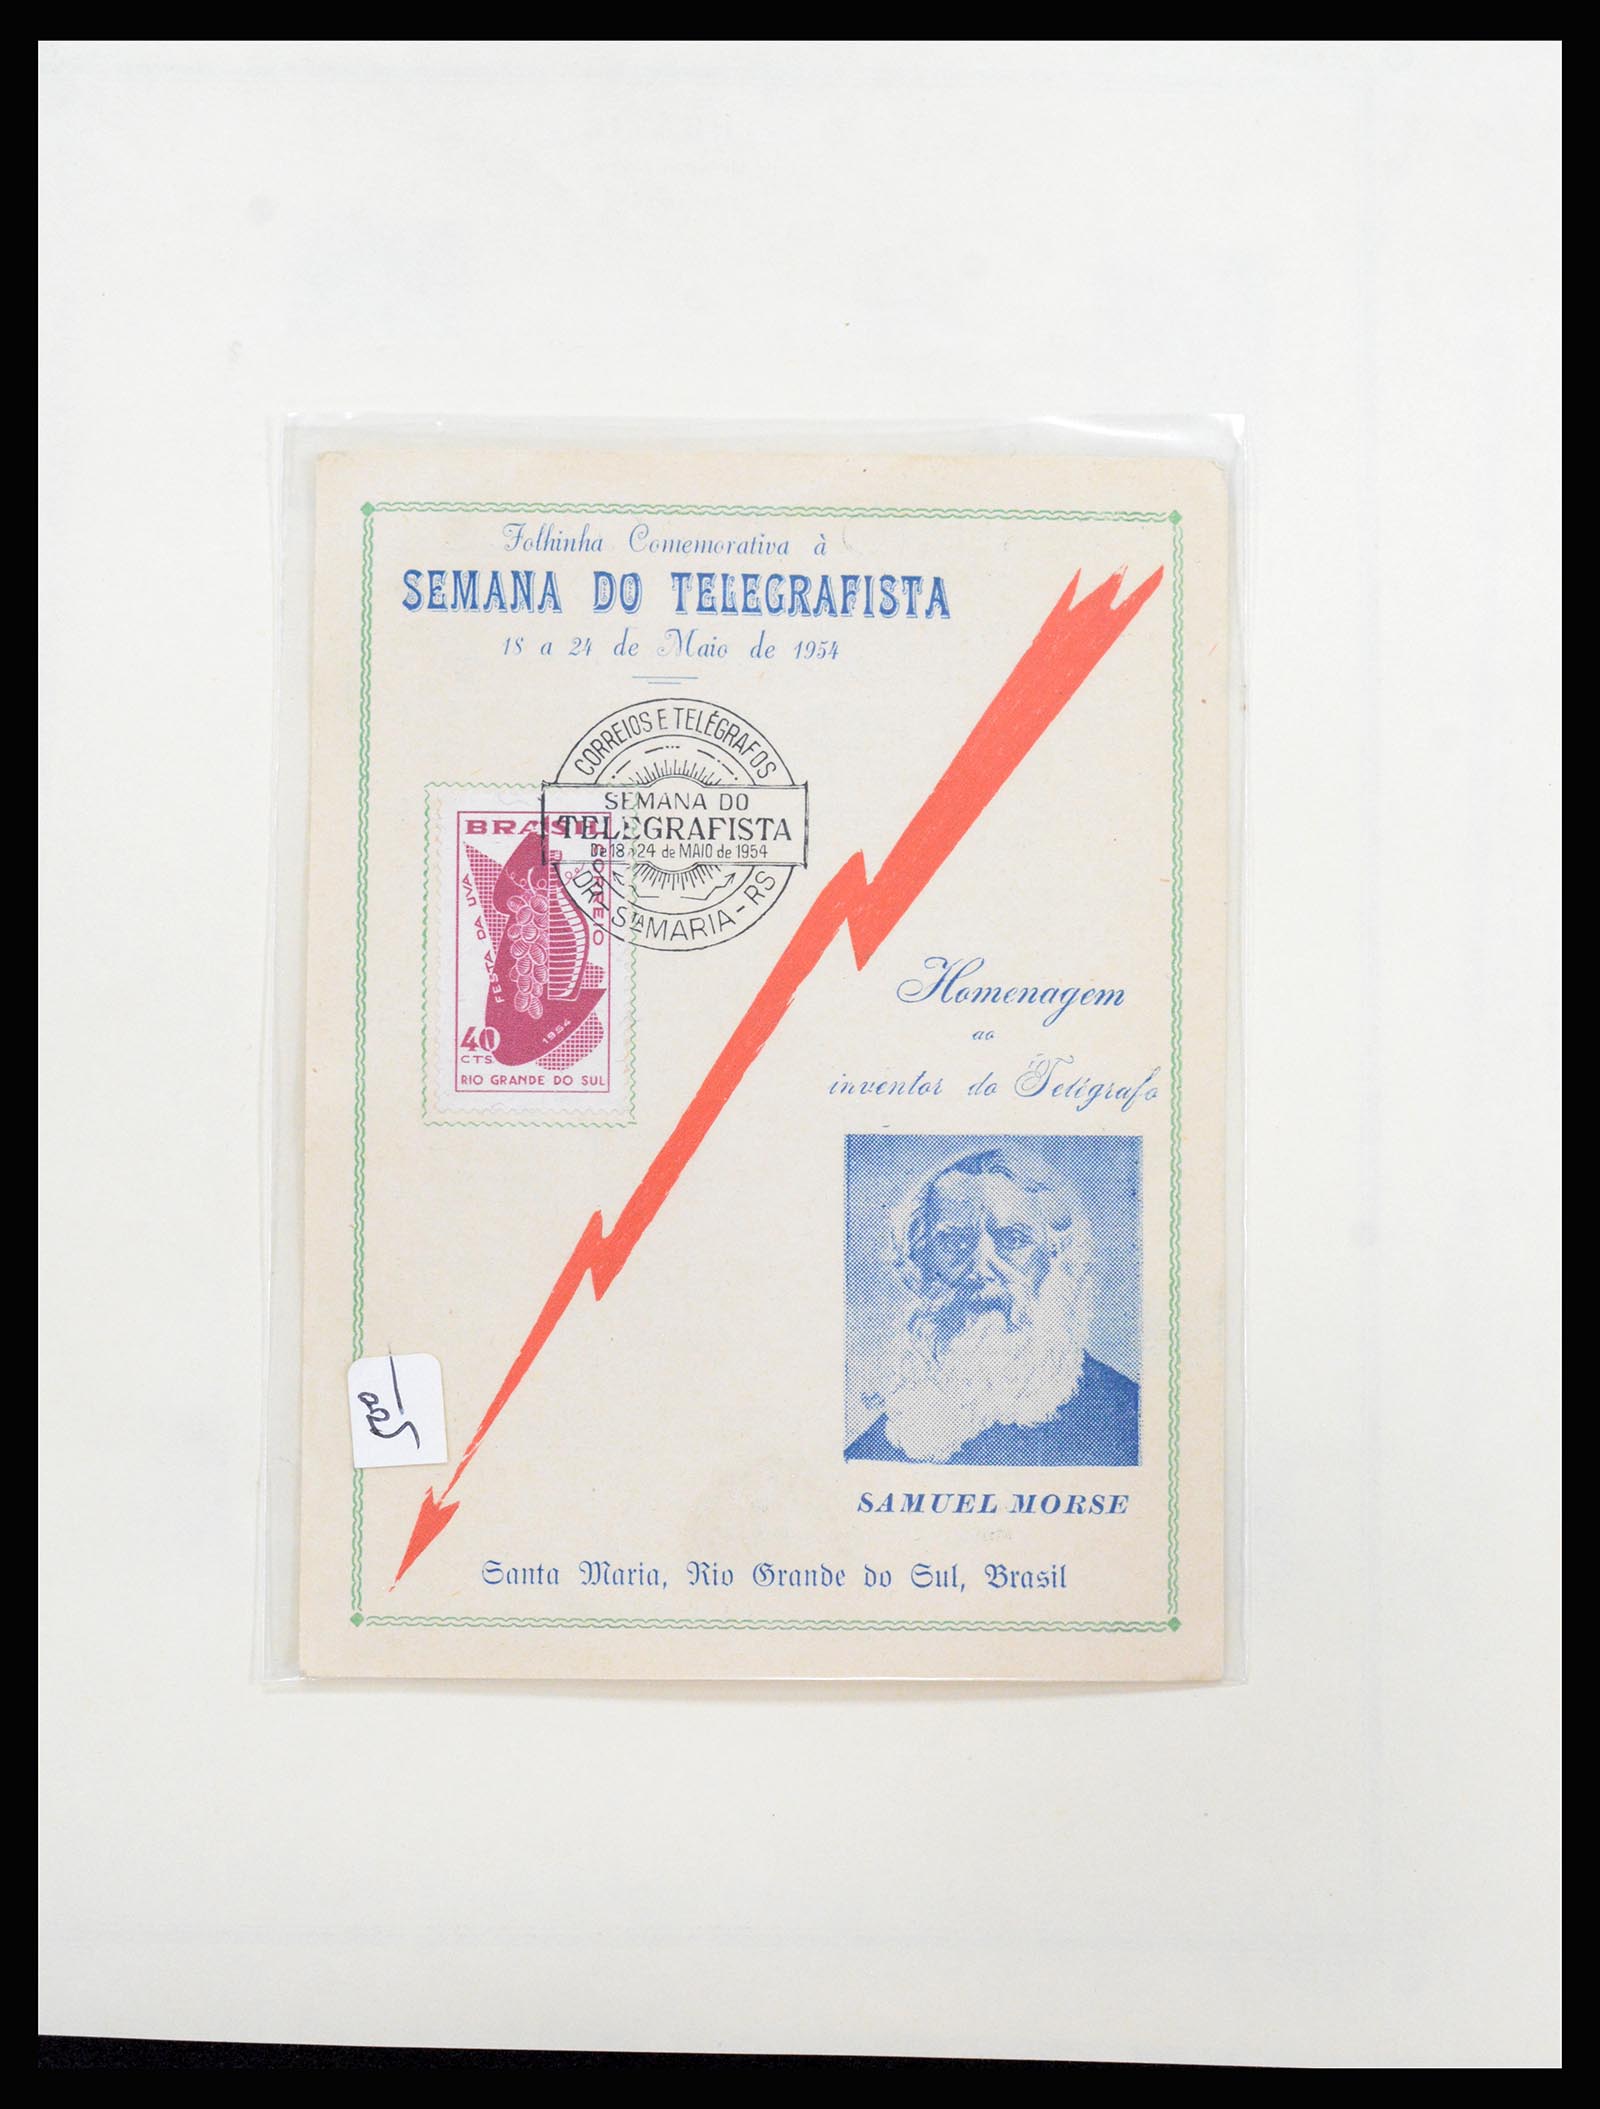 Folhinha Comemorativa à
SEMANA DO TELEGRAFISTA
18 a 24 de Maio de 1954
CORREIOS E TELÉGRAFOS
SEMANA DO
TELEGRAFISTA
De 18 a 24 de MAIO de 1954
DR - STA MARIA - RS
BRASIL
CORREIO
FESTA DA UVA
1954
40
CTS
RIO GRANDE DO SUL
Homenagem
ao
inventor do Telégrafo
SAMUEL MORSE
Santa Maria, Rio Grande do Sul, Brasil